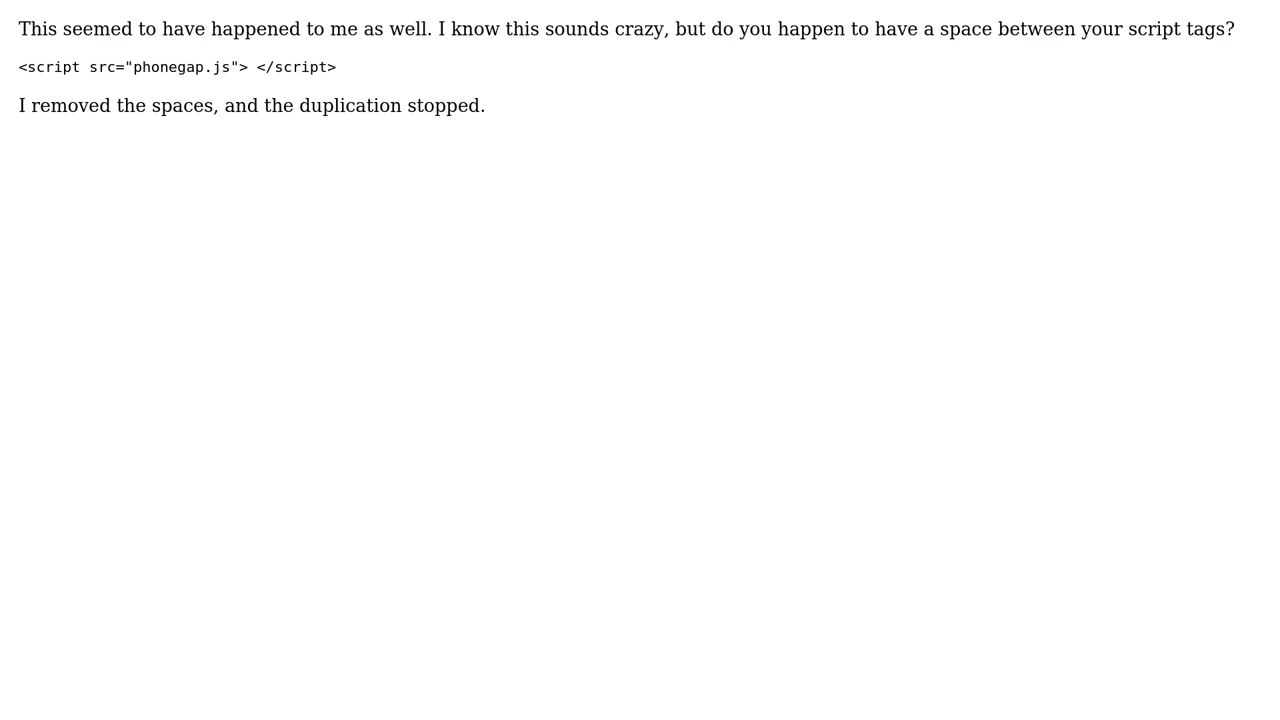 This seemed to have happened to me as well. I know this sounds crazy, but do you happen to have a space between your script tags?
<script src="phonegap.js"> </script>
I removed the spaces, and the duplication stopped.